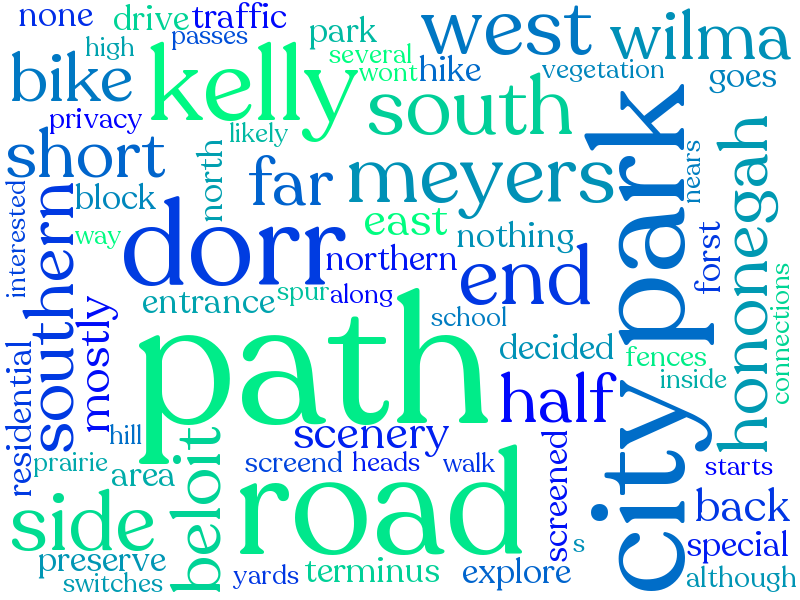 none
drive
traffic
high
passes
park
several
wont
hike
west
vegetation
wilma
goes
bike
kelly
south
privacy
likely
short
north
far
meyers
city park
nears
hononegah
block
interested
southern
way
dorr
east
nothing
northern
end
forst
entrance
spur
along
school
connections
mostly
path
decided
fences
inside
residential
half
hill
scenery
beloit
prairie
area
screend
heads
walk
screened
starts
side
road
back
special
s
preserve
switches
yards
terminus
explore
although